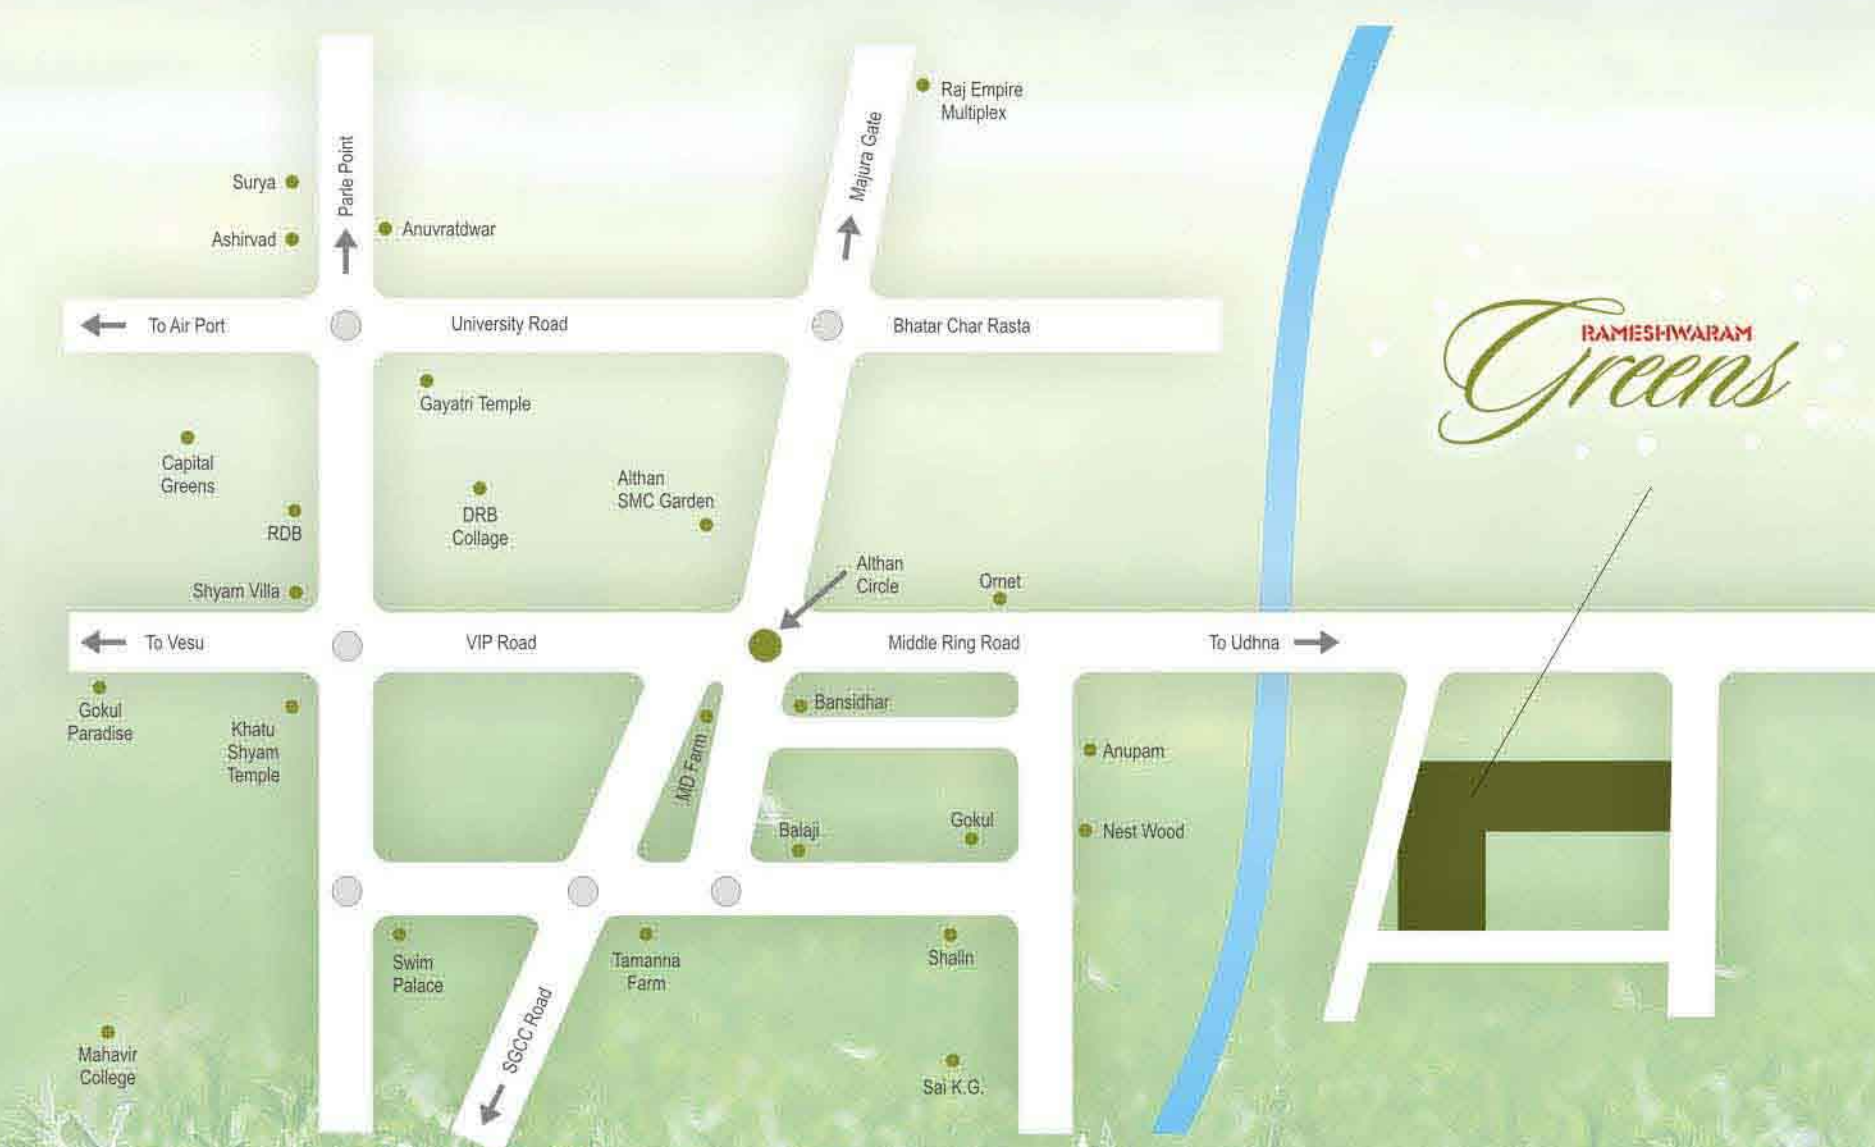 Raj Empire
Multiplex
Parle Point
Majura Gate
Surya
Ashirvad
Anuvratdwar
To Air Port
University Road
Bhatar Char Rasta
RAMESHWARAM
Greens
Gayatri Temple
Capital
Greens
Althan
SMC Garden
RDB
DRB
Collage
Shyam Villa
Althan
Circle
Ornet
To Vesu
VIP Road
Middle Ring Road
To Udhna
Gokul
Paradise
Khatu
Shyam
Temple
MD Farm
Bansidhar
Anupam
Balaji
Gokul
Nest Wood
Swim
Palace
Tamanna
Farm
Shalin
SGCC Road
Mahavir
College
Sai K.G.